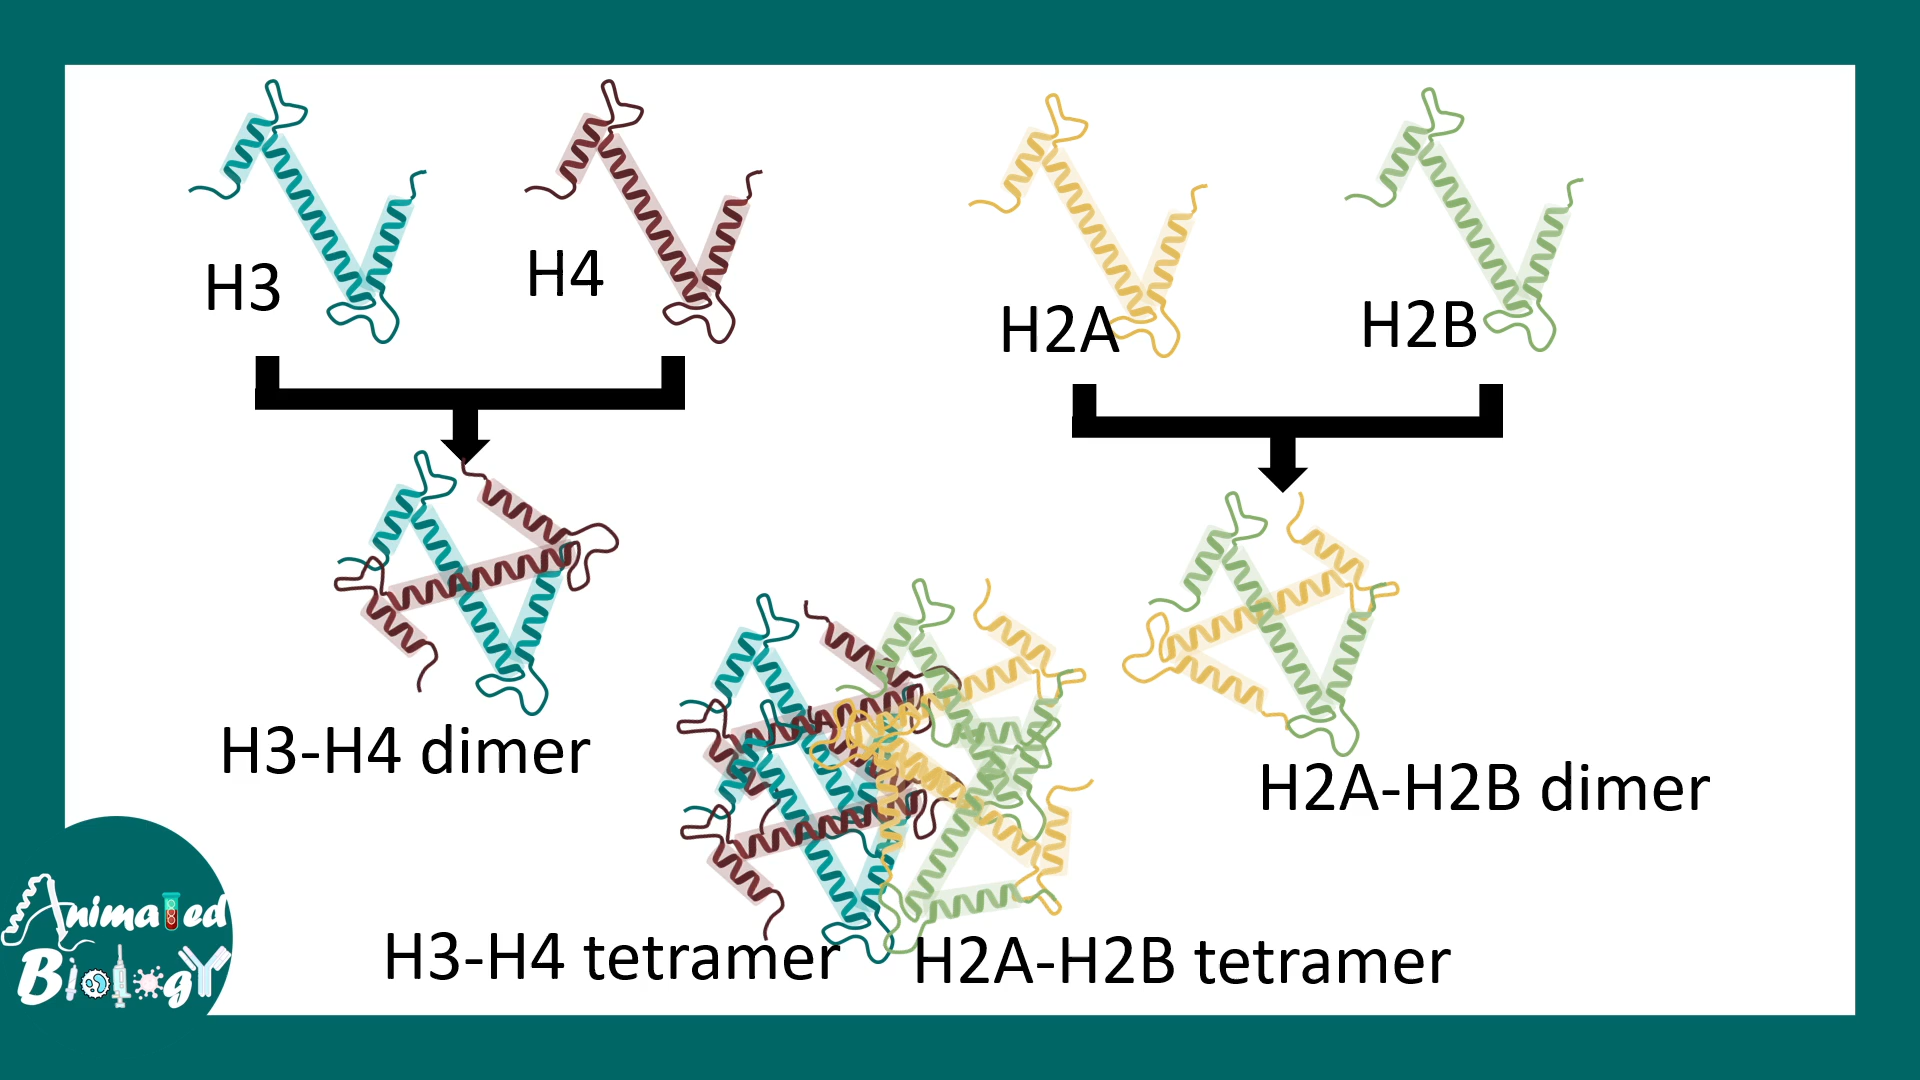 H3
H4
H2A
H2B
H3-H4 dimer
H2A-H2B dimer
H3-H4 tetramer
H2A-H2B tetramer
Animated
Biology